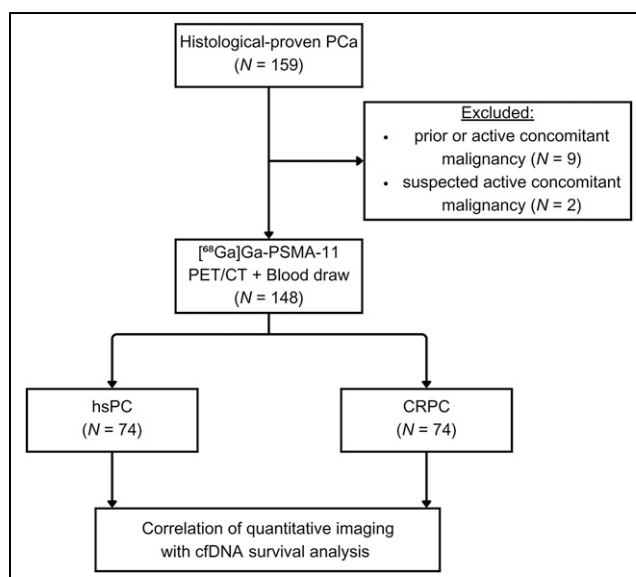 Histological-proven PCa
(N = 159)
Excluded:
• prior or active concomitant
malignancy (N = 9)
• suspected active concomitant
malignancy (N = 2)
[⁶⁸Ga]Ga-PSMA-11
PET/CT + Blood draw
(N = 148)
hsPC
(N = 74)
CRPC
(N = 74)
Correlation of quantitative imaging
with cfDNA survival analysis